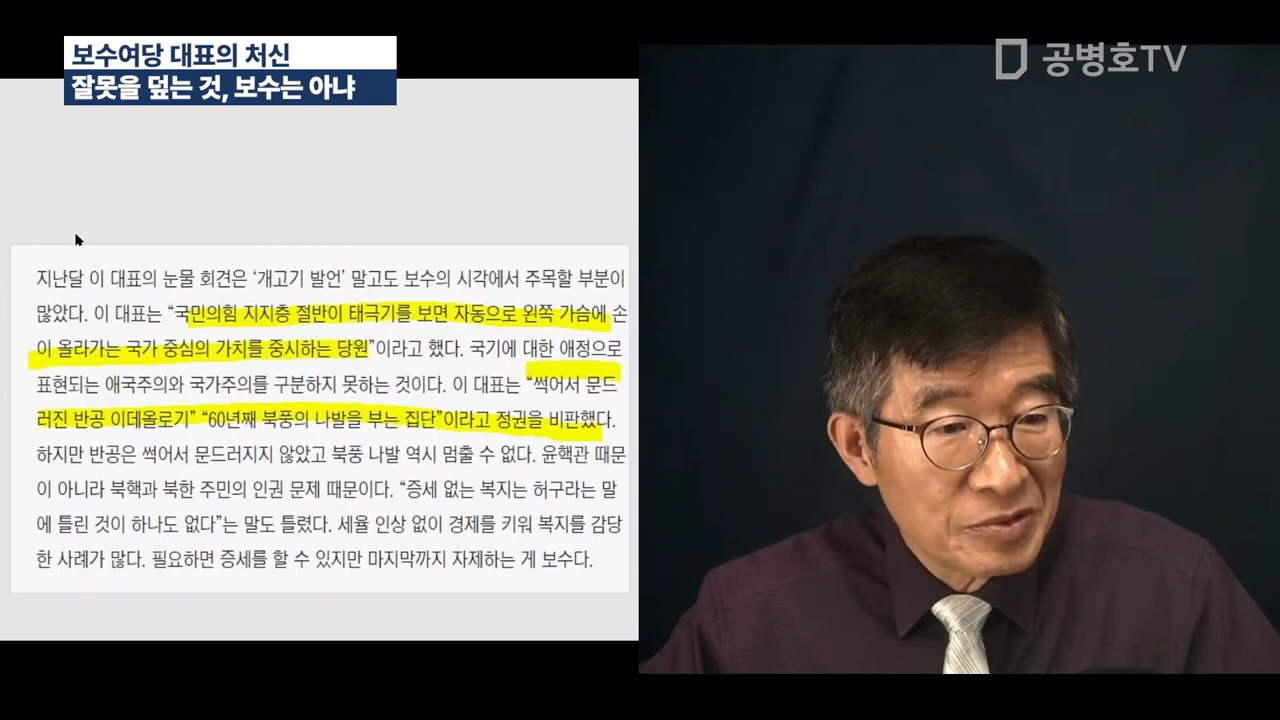 보수여당 대표의 처신
잘못을 덮는 것, 보수는 아냐
공병호TV
지난달 이 대표의 눈물 회견은 ‘개고기 발언’ 말고도 보수의 시각에서 주목할 부분이
많았다. 이 대표는 “국민의힘 지지층 절반이 태극기를 보면 자동으로 왼쪽 가슴에 손
이 올라가는 국가 중심의 가치를 중시하는 당원”이라고 했다. 국기에 대한 애정으로
표현되는 애국주의와 국가주의를 구분하지 못하는 것이다. 이 대표는 “썩어서 문드
러진 반공 이데올로기” “60년째 북풍의 나발을 부는 집단”이라고 정권을 비판했다.
하지만 반공은 썩어서 문드러지지 않았고 북풍 나발 역시 멈출 수 없다. 윤핵관 때문
이 아니라 북핵과 북한 주민의 인권 문제 때문이다. “증세 없는 복지는 허구라는 말
에 틀린 것이 하나도 없다”는 말도 틀렸다. 세율 인상 없이 경제를 키워 복지를 감당
한 사례가 많다. 필요하면 증세를 할 수 있지만 마지막까지 자제하는 게 보수다.